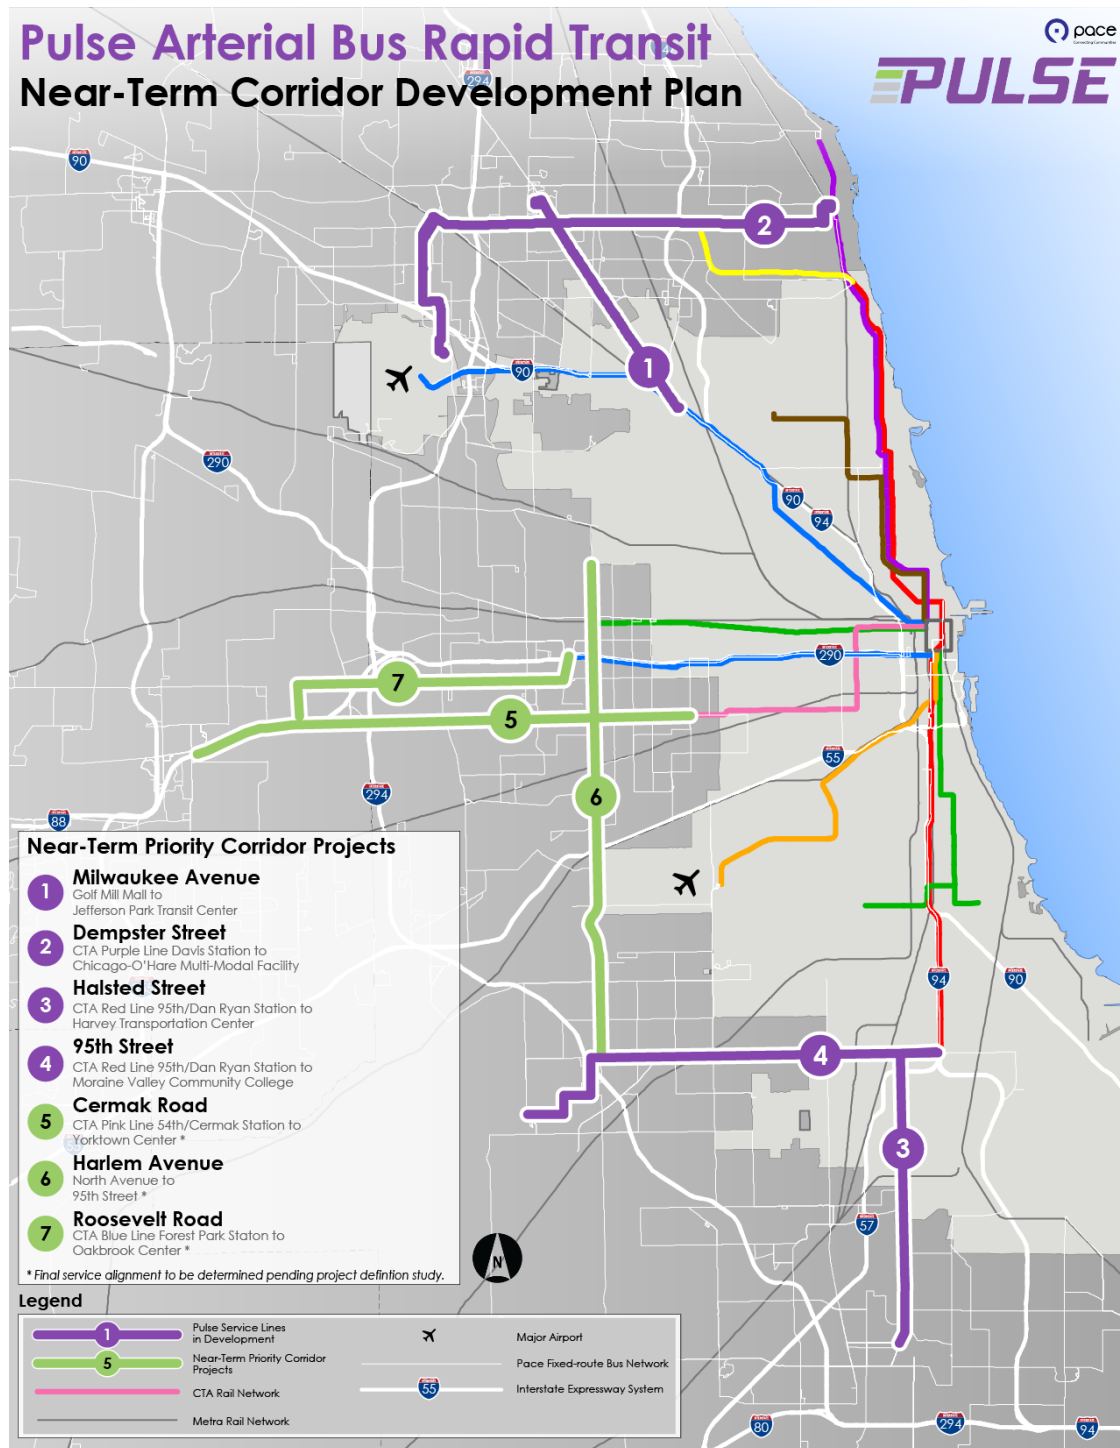 Pulse Arterial Bus Rapid Transit
Near-Term Corridor Development Plan
pace
Connecting Communities
PULSE
294
90
2
1
90
290
90
94
290
7
5
55
6
294
88
94
90
4
3
57
80
294
94
Near-Term Priority Corridor Projects
1
Milwaukee Avenue
Golf Mill Mall to
Jefferson Park Transit Center
2
Dempster Street
CTA Purple Line Davis Station to
Chicago-O'Hare Multi-Modal Facility
3
Halsted Street
CTA Red Line 95th/Dan Ryan Station to
Harvey Transportation Center
4
95th Street
CTA Red Line 95th/Dan Ryan Station to
Moraine Valley Community College
5
Cermak Road
CTA Pink Line 54th/Cermak Station to
Yorktown Center *
6
Harlem Avenue
North Avenue to
95th Street *
7
Roosevelt Road
CTA Blue Line Forest Park Staton to
Oakbrook Center *
* Final service alignment to be determined pending project defintion study.
N
Legend
1
Pulse Service Lines
in Development
5
Near-Term Priority Corridor
Projects
CTA Rail Network
Metra Rail Network
Major Airport
Pace Fixed-route Bus Network
55
Interstate Expressway System